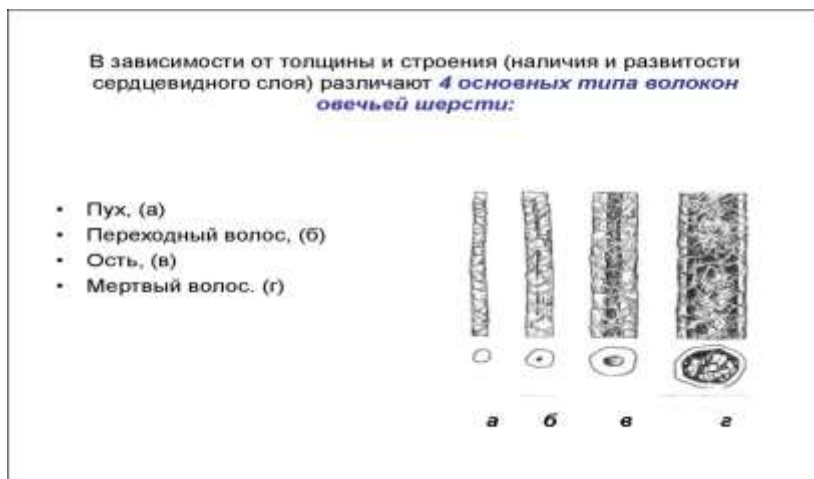 В зависимости от толщины и строения (наличия и развитости
сердцевидного слоя) различают 4 основных типа волокон
овечьей шерсти:
• Пух, (а)
• Переходный волос, (б)
• Ость, (в)
• Мертвый волос. (г)
а б в г